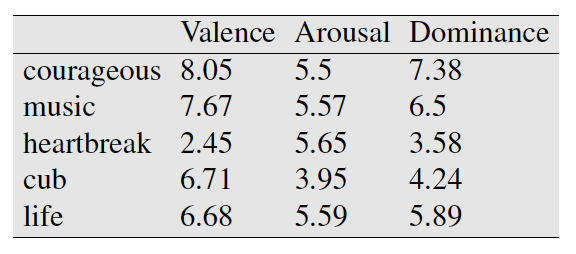 Valence Arousal Dominance
courageous 8.05 5.5 7.38
music 7.67 5.57 6.5
heartbreak 2.45 5.65 3.58
cub 6.71 3.95 4.24
life 6.68 5.59 5.89